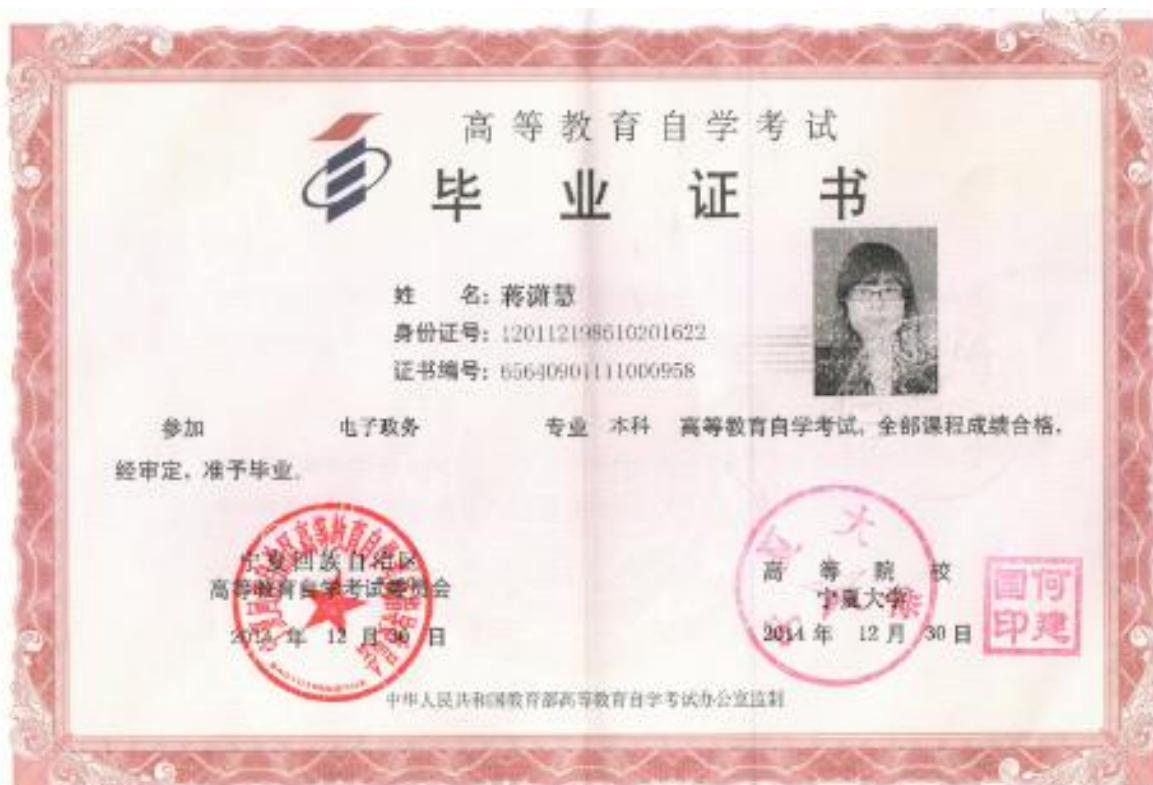 高等教育自学考试
毕业证书
姓 名：蒋潇慧
身份证号：120112198610201622
证书编号：65640901111000958
参加 电子政务 专业 本科 高等教育自学考试，全部课程成绩合格，
经审定，准予毕业。
宁夏回族自治区
高等教育自学考试委员会
2014 年 12 月 30 日
高等院校
宁夏大学
2014 年 12 月 30 日
何建国印
中华人民共和国教育部高等教育自学考试办公室监制